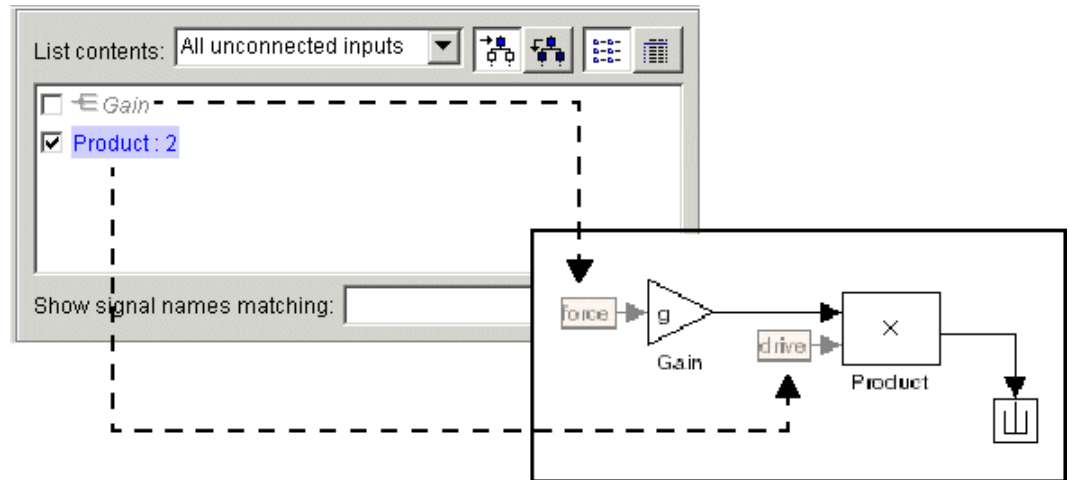 List contents: All unconnected inputs
Gain
Product : 2
Show signal names matching:
force
g
Gain
drive
×
Product